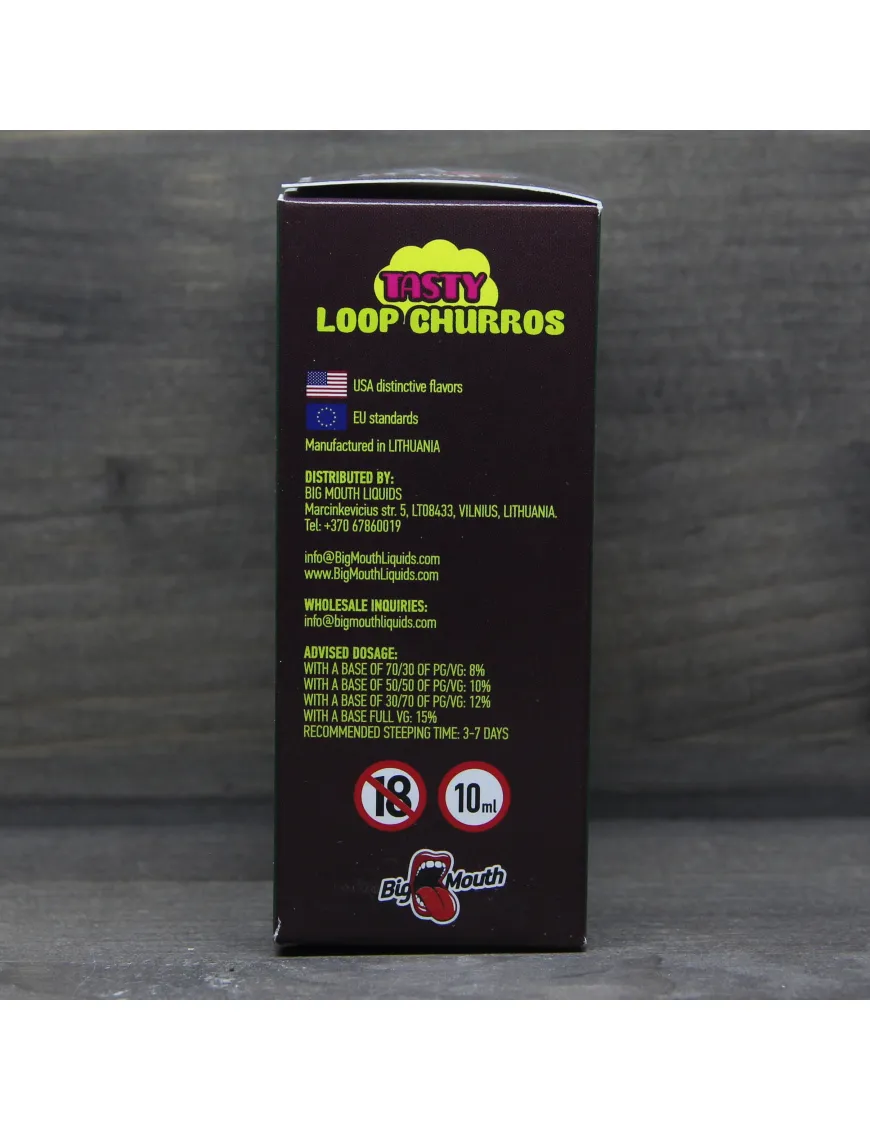 TASTY
LOOP CHURROS
USA distinctive flavors
EU standards
Manufactured in LITHUANIA
DISTRIBUTED BY:
BIG MOUTH LIQUIDS
Marcinkevicius str. 5, LT08433, VILNIUS, LITHUANIA.
Tel: +370 67860019
info@BigMouthLiquids.com
www.BigMouthLiquids.com
WHOLESALE INQUIRIES:
info@bigmouthliquids.com
ADVISED DOSAGE:
WITH A BASE OF 70/30 OF PG/VG: 8%
WITH A BASE OF 50/50 OF PG/VG: 10%
WITH A BASE OF 30/70 OF PG/VG: 12%
WITH A BASE FULL VG: 15%
RECOMMENDED STEEPING TIME: 3-7 DAYS
18 10ml
Big Mouth